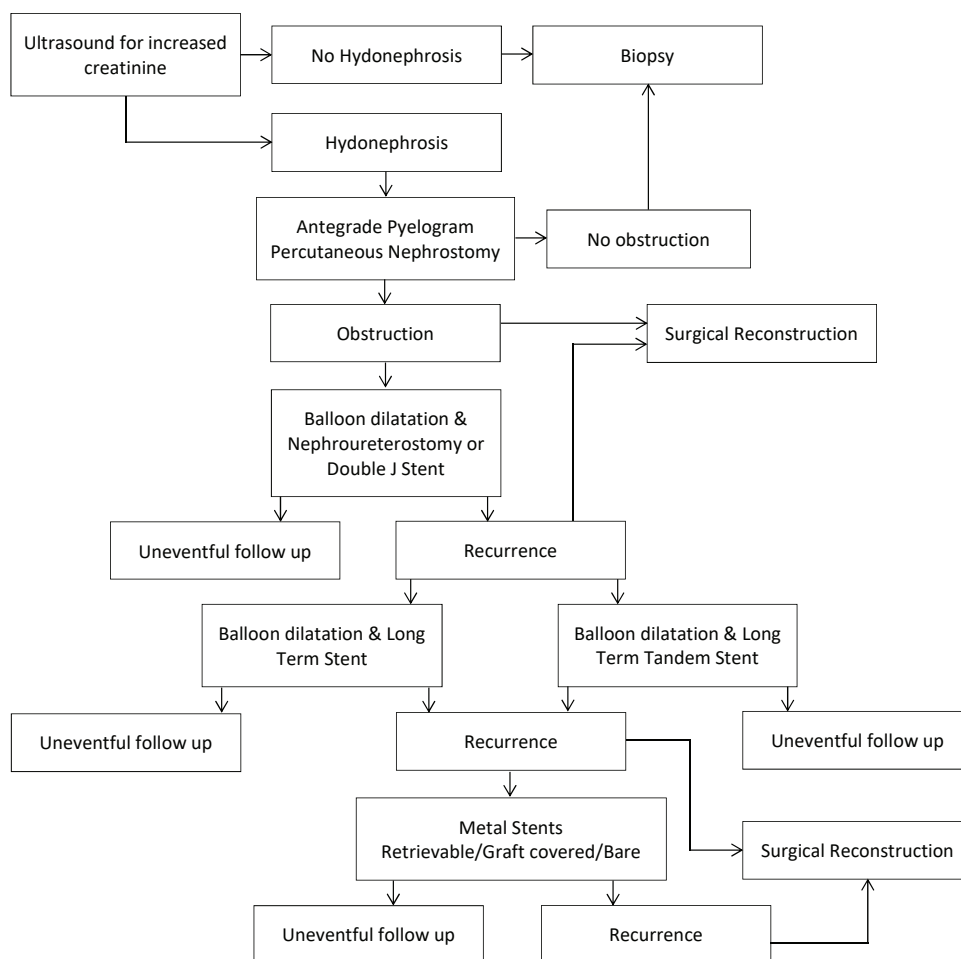 Ultrasound for increased
creatinine
No Hydonephrosis
Biopsy
Hydonephrosis
Antegrade Pyelogram
Percutaneous Nephrostomy
No obstruction
Obstruction
Surgical Reconstruction
Balloon dilatation &
Nephroureterostomy or
Double J Stent
Uneventful follow up
Recurrence
Balloon dilatation & Long
Term Stent
Balloon dilatation & Long
Term Tandem Stent
Uneventful follow up
Recurrence
Uneventful follow up
Metal Stents
Retrievable/Graft covered/Bare
Surgical Reconstruction
Uneventful follow up
Recurrence